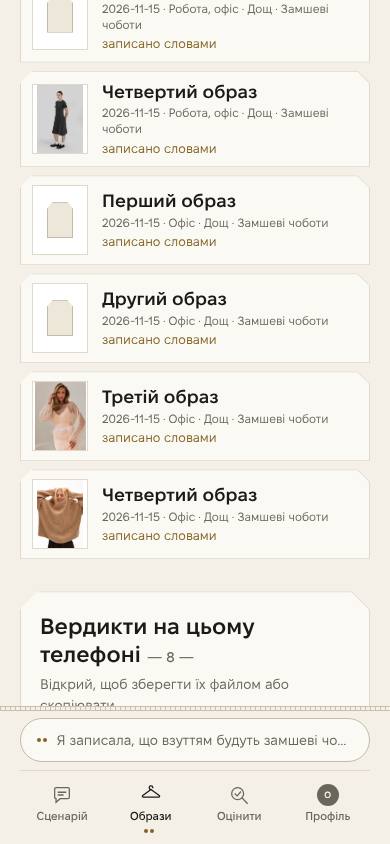 2026-11-15 · Робота, офіс · Дощ · Замшеві
чоботи
записано словами
Четвертий образ
2026-11-15 · Робота, офіс · Дощ · Замшеві
чоботи
записано словами
Перший образ
2026-11-15 · Офіс · Дощ · Замшеві чоботи
записано словами
Другий образ
2026-11-15 · Офіс · Дощ · Замшеві чоботи
записано словами
Третій образ
2026-11-15 · Офіс · Дощ · Замшеві чоботи
записано словами
Четвертий образ
2026-11-15 · Офіс · Дощ · Замшеві чоботи
записано словами
Вердикти на цьому
телефоні — 8 —
Відкрий, щоб зберегти їх файлом або
скопіювати
Я записала, що взуттям будуть замшеві чо...
Сценарій
Образи
Оцінити
О
Профіль